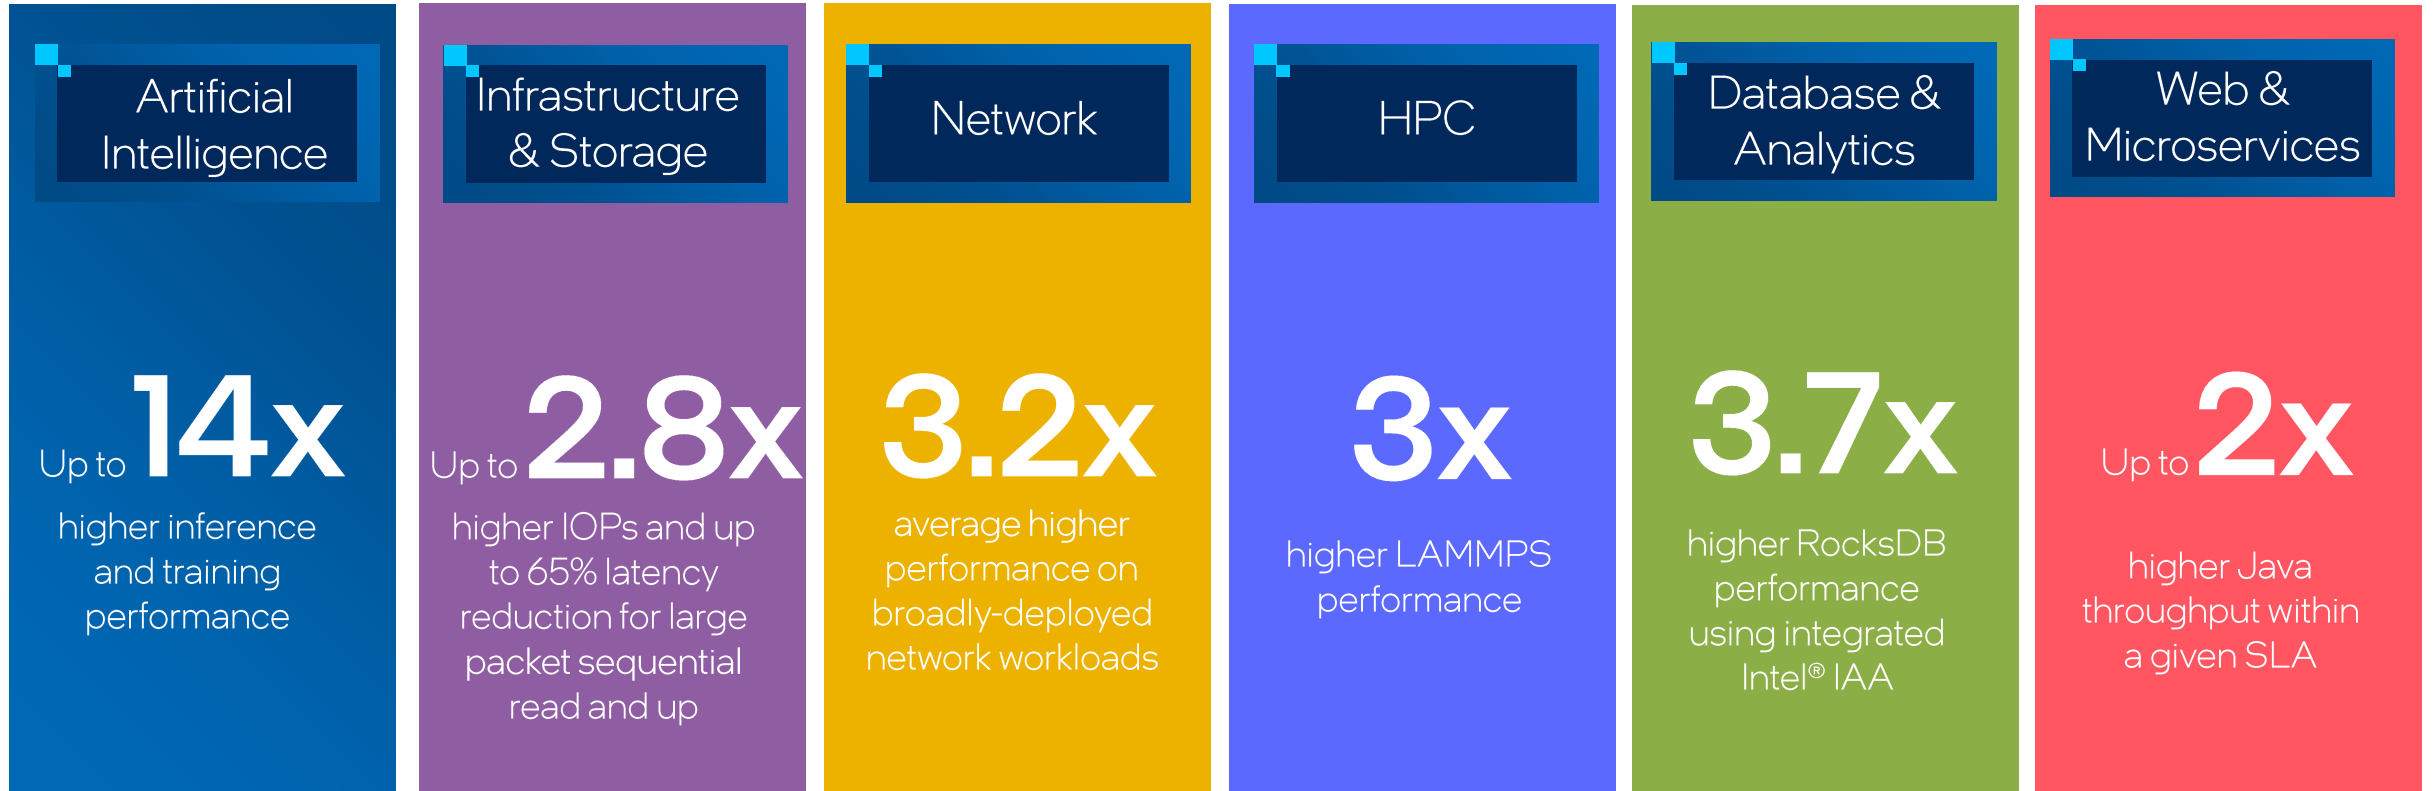 Artificial
Intelligence
Up to 14x
higher inference
and training
performance
Infrastructure
& Storage
Up to 2.8x
higher IOPs and up
to 65% latency
reduction for large
packet sequential
read and up
Network
3.2x
average higher
performance on
broadly-deployed
network workloads
HPC
3x
higher LAMMPS
performance
Database &
Analytics
3.7x
higher RocksDB
performance
using integrated
Intel® IAA
Web &
Microservices
Up to 2x
higher Java
throughput within
a given SLA